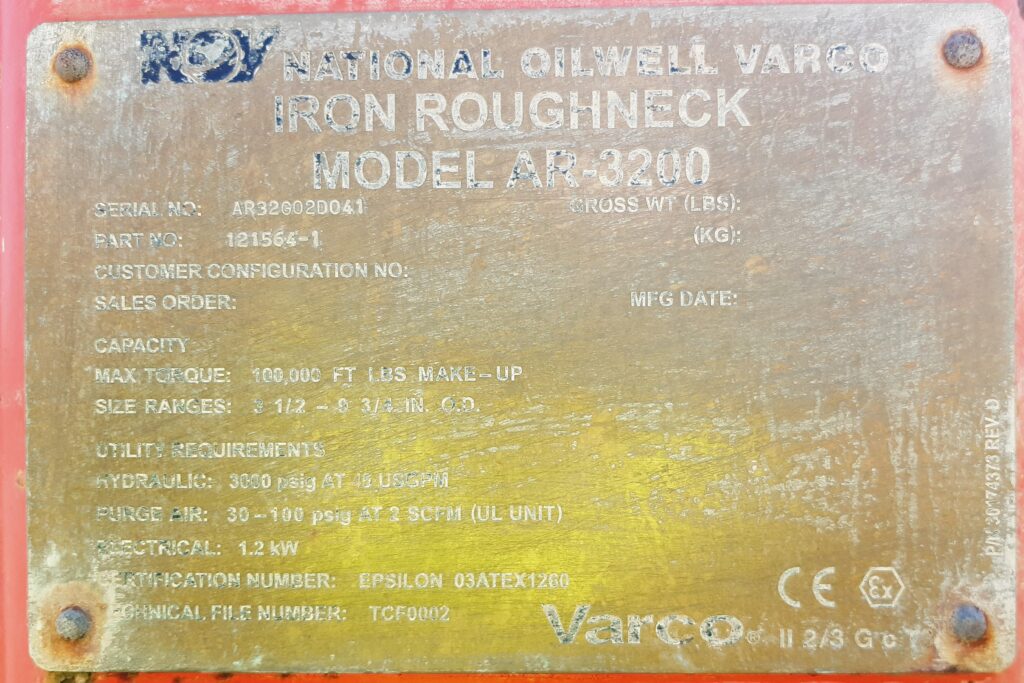 NOV NATIONAL OILWELL VARCO
IRON ROUGHNECK
MODEL AR-3200
SERIAL NO: AR32G02D041 GROSS WT (LBS):
PART NO: 121564-1 (KG):
CUSTOMER CONFIGURATION NO:
SALES ORDER: MFG DATE:
CAPACITY
MAX TORQUE: 100,000 FT LBS MAKE-UP
SIZE RANGES: 3 1/2 - 9 3/4 IN. O.D.
UTILITY REQUIREMENTS
HYDRAULIC: 3000 psig AT USGPM
PURGE AIR: 30-100 psig AT 2 SCFM (UL UNIT)
ELECTRICAL: 1.2 kW
CERTIFICATION NUMBER: EPSILON 03ATEX1260
TECHNICAL FILE NUMBER: TCF0002
CE Ex
Varco® II 2/3 G c T
P/N 30174373 REV. D